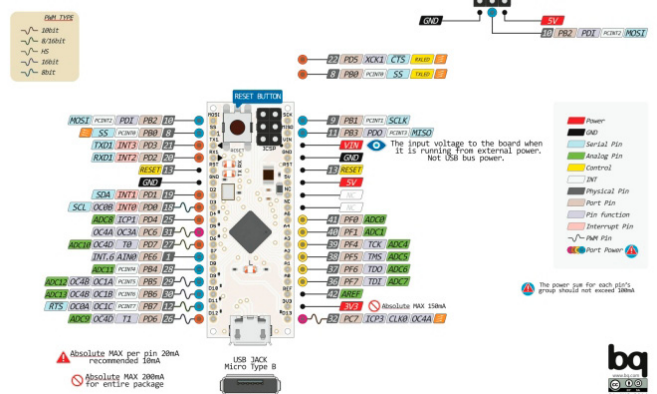 PWM TYPE
10bit
8/16bit
HS
16bit
8bit
GND
5V
10 PB2 PDI PCINT2 MOSI
22 PD5 XCK1 CTS
8 PB0 PCINT0 SS
RESET BUTTON
MOSI PCINT2 PDI PB2 10
SS PCINT0 PB0 8
TXD1 INT3 PD3 21
RXD1 INT2 PD2 20
RESET 13
GND
SDA INT1 PD1 19
SCL OC0B INT0 PD0 18
ADC8 ICP1 PD4 25
OC4A OC3A PC6 31
ADC10 OC4D T0 PD7 27
INT.6 AIN0 PE6 1
ADC11 PCINT4 PB4 28
ADC12 OC4B OC1A PCINT5 PB5 29
ADC13 OC4B OC1B PCINT6 PB6 30
RTS OC0A OC1C PCINT7 PB7 12
ADC9 OC4D T1 PD6 26
ICSP
9 PB1 PCINT1 SCLK
11 PB3 PDO PCINT3 MISO
VIN
The input voltage to the board when
it is running from external power.
Not USB bus power.
GND
13 RESET
5V
41 PF0 ADC0
40 PF1 ADC1
39 PF4 TCK ADC4
38 PF5 TMS ADC5
37 PF6 TDO ADC6
36 PF7 TDI ADC7
42 AREF
3V3 Absolute MAX 150mA
32 PC7 ICP3 CLK0 OC4A
Power
GND
Serial Pin
Analog Pin
Control
INT
Physical Pin
Port Pin
Pin function
Interrupt Pin
PWM Pin
Port Power
The power sum for each pin's
group should not exceed 100mA
Absolute MAX per pin 20mA
recommended 10mA
Absolute MAX 200mA
for entire package
USB JACK
Micro Type B
bq
www.bq.com